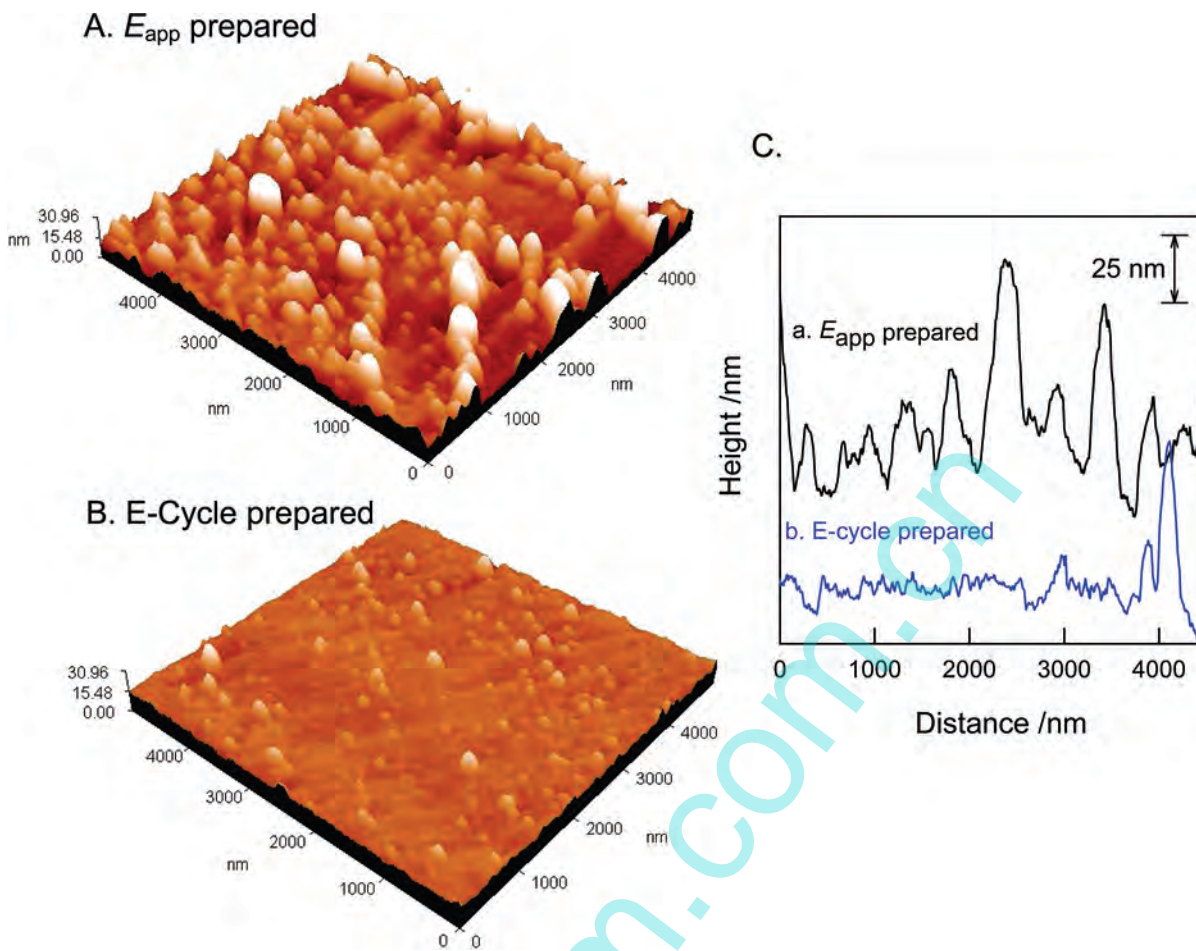 A. Eapp prepared
30.96
15.48
0.00
nm
4000
3000
2000
1000
0
nm
0
1000
2000
3000
4000
nm
B. E-Cycle prepared
30.96
15.48
0.00
4000
3000
2000
1000
0
nm
0
1000
2000
3000
4000
nm
C.
25 nm
a. Eapp prepared
b. E-cycle prepared
Height /nm
0 1000 2000 3000 4000
Distance /nm
m.com.cn